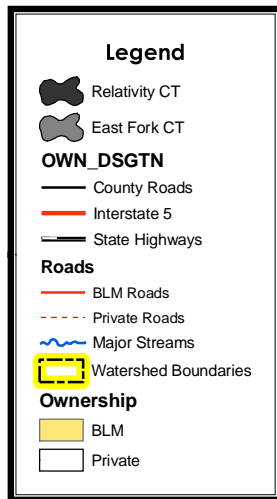 Legend
Relativity CT
East Fork CT
OWN_DSGTN
County Roads
Interstate 5
State Highways
Roads
BLM Roads
Private Roads
Major Streams
Watershed Boundaries
Ownership
BLM
Private